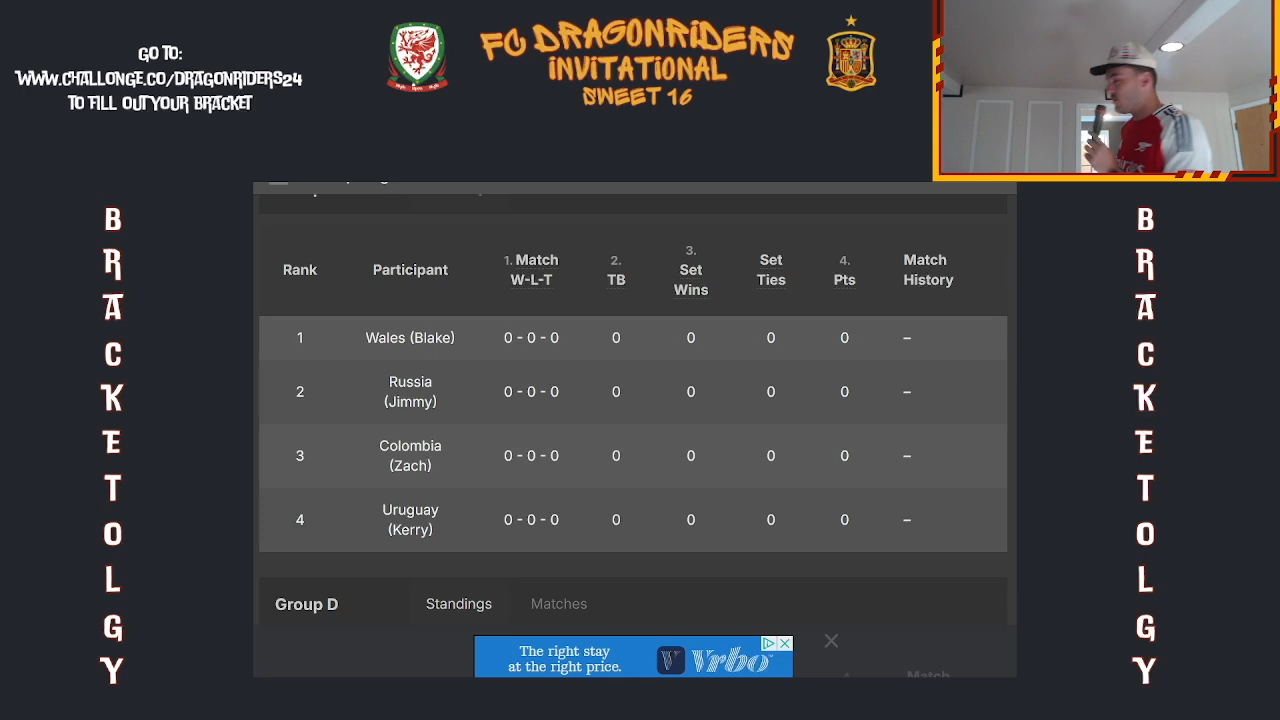 GO TO:
WWW.CHALLONGE.CO/DRAGONRIDERS24
TO FILL OUT YOUR BRACKET
FC DRAGONRIDERS
INVITATIONAL
SWEET 16
B
R
A
C
K
E
T
O
L
G
Y
Rank
Participant
1. Match W-L-T
2. TB
3. Set Wins
Set Ties
4. Pts
Match History
1 Wales (Blake) 0 - 0 - 0 0 0 0 0 –
2 Russia (Jimmy) 0 - 0 - 0 0 0 0 0 –
3 Colombia (Zach) 0 - 0 - 0 0 0 0 0 –
4 Uruguay (Kerry) 0 - 0 - 0 0 0 0 0 –
Group D Standings Matches
The right stay
at the right price.
Vrbo
4. Match
B
R
A
C
K
E
T
O
L
G
Y